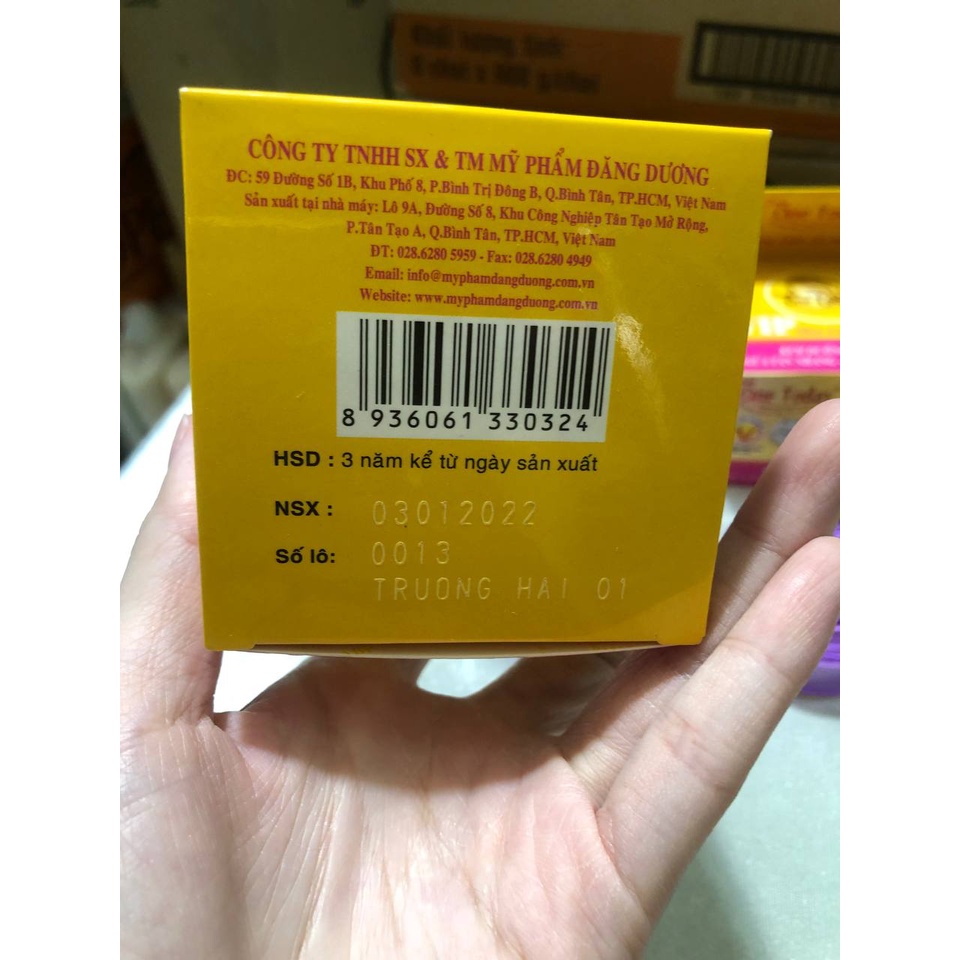 Khối lượng tịnh:
CÔNG TY TNHH SX & TM MỸ PHẨM ĐĂNG DƯƠNG
ĐC: 59 Đường Số 1B, Khu Phố 8, P.Bình Trị Đông B, Q.Bình Tân, TP.HCM, Việt Nam
Sản xuất tại nhà máy: Lô 9A, Đường Số 8, Khu Công Nghiệp Tân Tạo Mở Rộng,
P.Tân Tạo A, Q.Bình Tân, TP.HCM, Việt Nam
ĐT: 028.6280 5959 - Fax: 028.6280 4949
Email: info@myphamdangduong.com.vn
Website: www.myphamdangduong.com.vn
8 936061 330324
HSD : 3 năm kể từ ngày sản xuất
NSX : 03012022
Số lô: 0013
TRUONG HAI 01